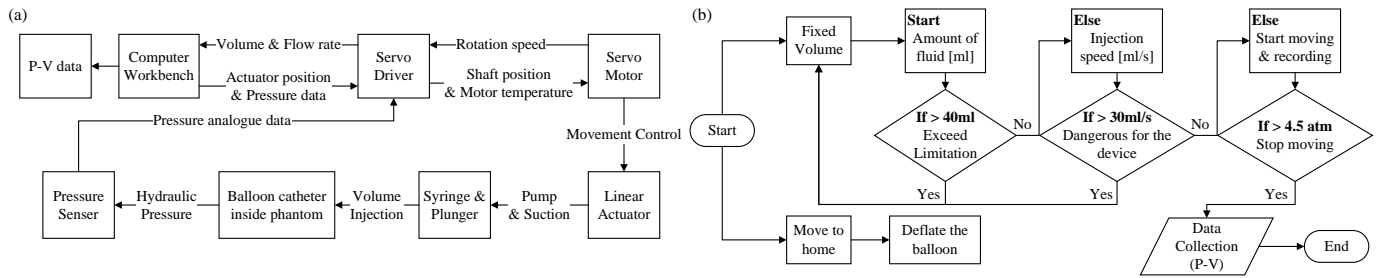 (a)
P-V data
Computer
Workbench
Volume & Flow rate
Actuator position
& Pressure data
Servo
Driver
Rotation speed
Shaft position
& Motor temperature
Servo
Motor
Pressure analogue data
Movement Control
Pressure
Senser
Hydraulic
Pressure
Balloon catheter
inside phantom
Volume
Injection
Syringe &
Plunger
Pump
& Suction
Linear
Actuator
(b)
Start
Fixed
Volume
Start
Amount of
fluid [ml]
Else
Injection
speed [ml/s]
Else
Start moving
& recording
If > 40ml
Exceed
Limitation
No
If > 30ml/s
Dangerous for the
device
No
If > 4.5 atm
Stop moving
Yes
Yes
Yes
Move to
home
Deflate the
balloon
Data
Collection
(P-V)
End